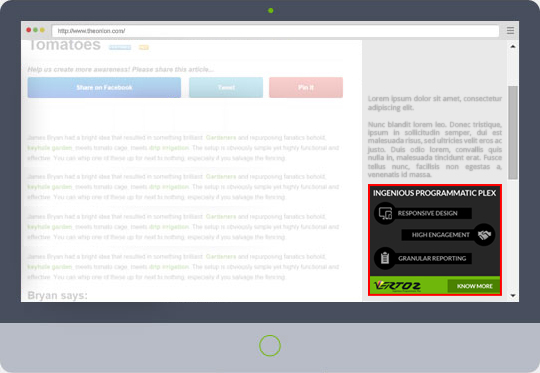 http://www.theonion.com/
Tomatoes
Help us create more awareness! Please share this article...
Share on Facebook
Tweet
Pin it
James Bryan had a bright idea that resulted in something brilliant. Gardeners and repurposing fanatics behold,
keyhole garden, meets tomato cage, meets drip irrigation. The setup is obviously simple yet highly functional and
effective. You can whip one of these up for next to nothing, especially if you salvage the fencing.
James Bryan had a bright idea that resulted in something brilliant. Gardeners and repurposing fanatics behold,
keyhole garden, meets tomato cage, meets drip irrigation. The setup is obviously simple yet highly functional and
effective. You can whip one of these up for next to nothing, especially if you salvage the fencing.
James Bryan had a bright idea that resulted in something brilliant. Gardeners and repurposing fanatics behold,
keyhole garden, meets tomato cage, meets drip irrigation. The setup is obviously simple yet highly functional and
effective. You can whip one of these up for next to nothing, especially if you salvage the fencing.
James Bryan had a bright idea that resulted in something brilliant. Gardeners and repurposing fanatics behold,
keyhole garden, meets tomato cage, meets drip irrigation. The setup is obviously simple yet highly functional and
effective. You can whip one of these up for next to nothing, especially if you salvage the fencing.
Bryan says:
Lorem ipsum dolor sit amet, consectetur
adipiscing elit.
Nunc blandit lorem leo. Donec tristique,
ipsum in sollicitudin semper, dui est
malesuada risus, sed ultricies velit eros ac
justo. Duis odio lorem, convallis quis
nulla in, malesuada tincidunt erat. Fusce
tellus nunc, facilisis non egestas a,
venenatis id massa.
INGENIOUS PROGRAMMATIC PLEX
RESPONSIVE DESIGN
HIGH ENGAGEMENT
GRANULAR REPORTING
VERTOZ
KNOW MORE